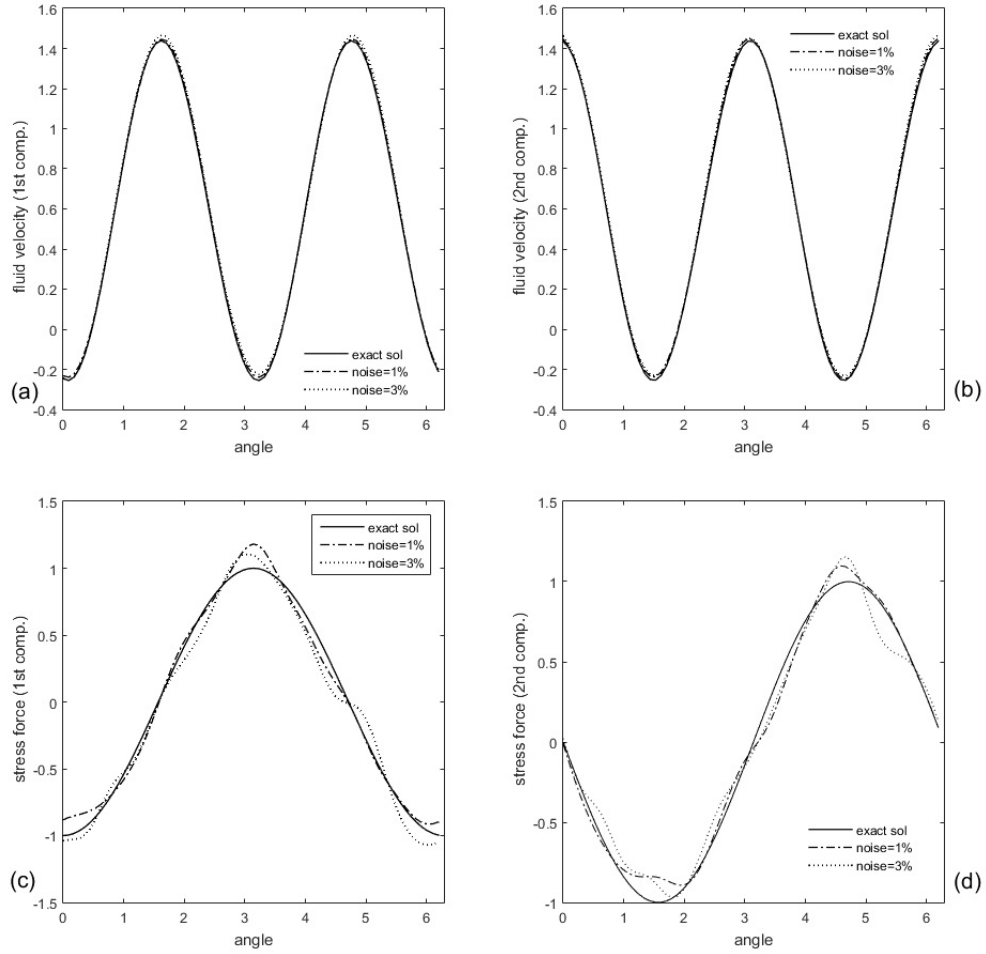 1.6
1.4
1.2
1
0.8
0.6
0.4
0.2
0
-0.2
-0.4
fluid velocity (1st comp.)
0 1 2 3 4 5 6
angle
exact sol
noise=1%
noise=3%
(a)
1.6
1.4
1.2
1
0.8
0.6
0.4
0.2
0
-0.2
-0.4
fluid velocity (2nd comp.)
0 1 2 3 4 5 6
angle
exact sol
noise=1%
noise=3%
(b)
1.5
1
0.5
0
-0.5
-1
-1.5
stress force (1st comp.)
0 1 2 3 4 5 6
angle
exact sol
noise=1%
noise=3%
(c)
1.5
1
0.5
0
-0.5
-1
stress force (2nd comp.)
0 1 2 3 4 5 6
angle
exact sol
noise=1%
noise=3%
(d)